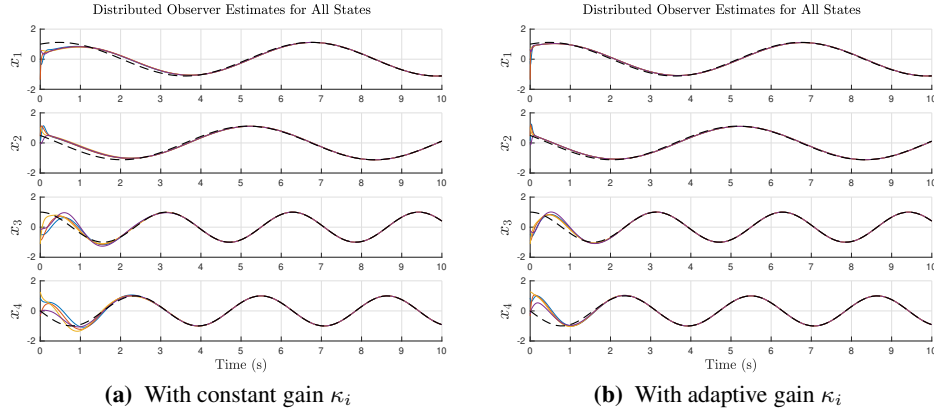 Distributed Observer Estimates for All States
x₁
2
0
-2
0 1 2 3 4 5 6 7 8 9 10
x₂
2
0
-2
0 1 2 3 4 5 6 7 8 9 10
x₃
2
0
-2
0 1 2 3 4 5 6 7 8 9 10
x₄
2
0
-2
0 1 2 3 4 5 6 7 8 9 10
Time (s)
(a) With constant gain κᵢ
Distributed Observer Estimates for All States
x₁
2
0
-2
0 1 2 3 4 5 6 7 8 9 10
x₂
2
0
-2
0 1 2 3 4 5 6 7 8 9 10
x₃
2
0
-2
0 1 2 3 4 5 6 7 8 9 10
x₄
2
0
-2
0 1 2 3 4 5 6 7 8 9 10
Time (s)
(b) With adaptive gain κᵢ